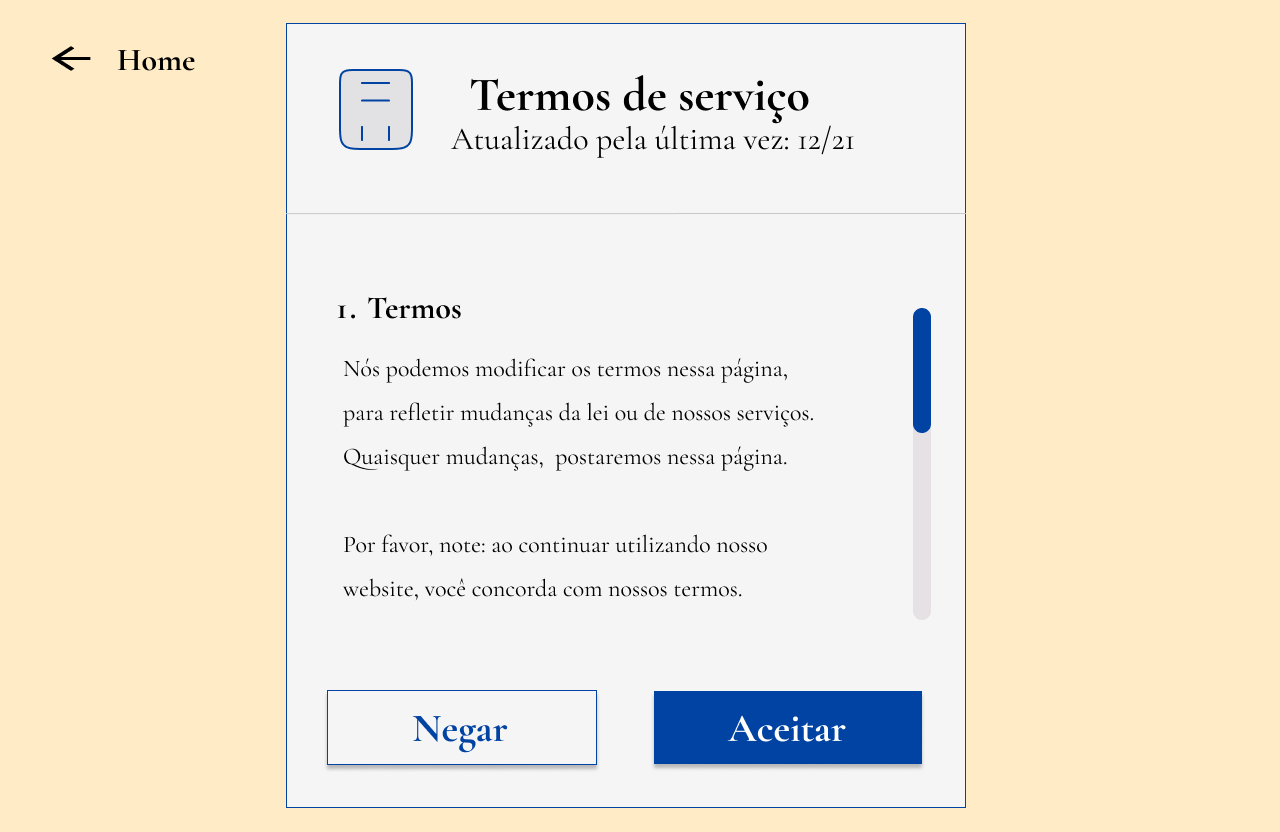 Home
Termos de serviço
Atualizado pela última vez: 12/21
1. Termos
Nós podemos modificar os termos nessa página,
para refletir mudanças da lei ou de nossos serviços.
Quaisquer mudanças, postaremos nessa página.
Por favor, note: ao continuar utilizando nosso
website, você concorda com nossos termos.
Negar
Aceitar